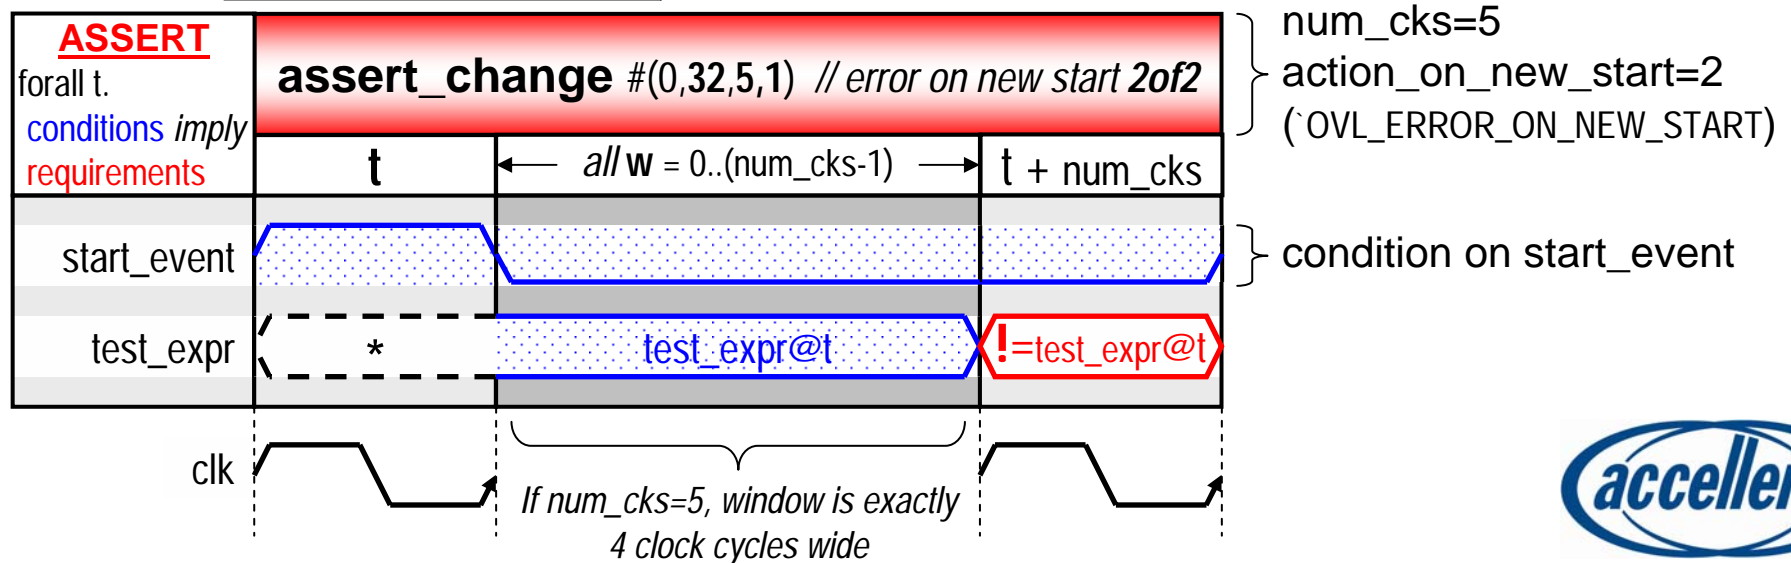 ASSERT
forall t.
conditions imply
requirements
assert_change #(0,32,5,1) // error on new start 2of2
num_cks=5
action_on_new_start=2
(`OVL_ERROR_ON_NEW_START)
t
all w = 0..(num_cks-1)
t + num_cks
start_event
condition on start_event
test_expr
*
test_expr@t
!=test_expr@t
clk
If num_cks=5, window is exactly
4 clock cycles wide